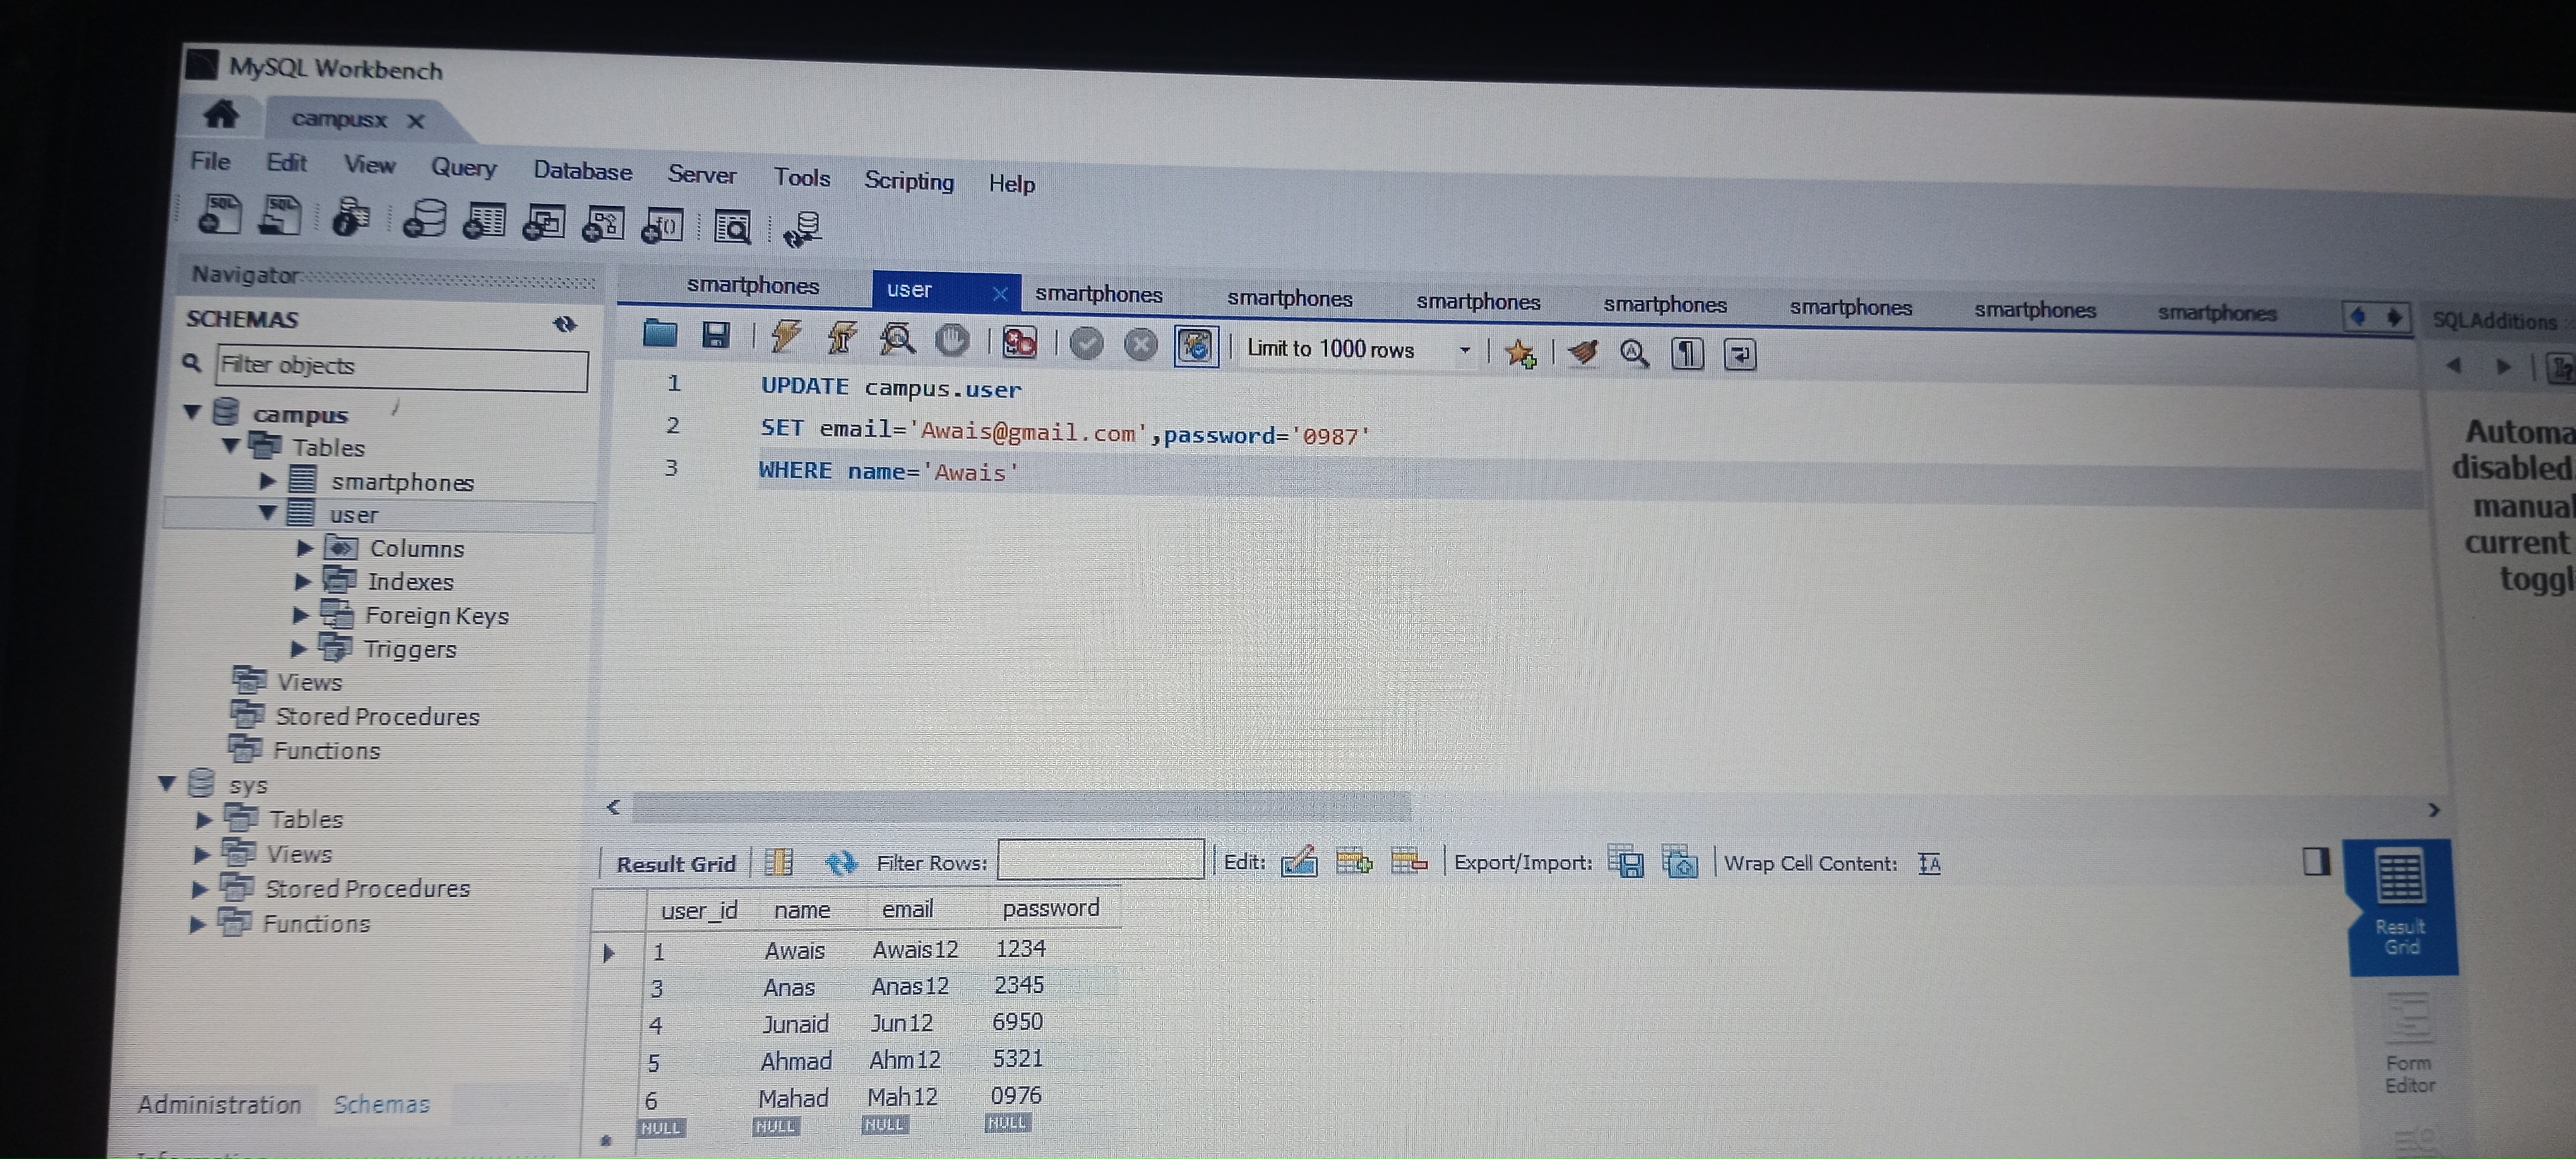 MySQL Workbench
campusx
File Edit View Query Database Server Tools Scripting Help
Navigator
SCHEMAS
Filter objects
campus
Tables
smartphones
user
Columns
Indexes
Foreign Keys
Triggers
Views
Stored Procedures
Functions
sys
Tables
Views
Stored Procedures
Functions
Administration Schemas
smartphones user smartphones smartphones smartphones smartphones smartphones smartphones smartphones
Limit to 1000 rows
1 UPDATE campus.user
2 SET email='Awais@gmail.com',password='0987'
3 WHERE name='Awais'
Result Grid Filter Rows: Edit: Export/Import: Wrap Cell Content:
user_id name email password
1 Awais Awais12 1234
3 Anas Anas12 2345
4 Junaid Jun12 6950
5 Ahmad Ahm12 5321
6 Mahad Mah12 0976
NULL NULL NULL NULL
SQLAdditions
Automa
disabled.
manual
current
toggl
Result
Grid
Form
Editor